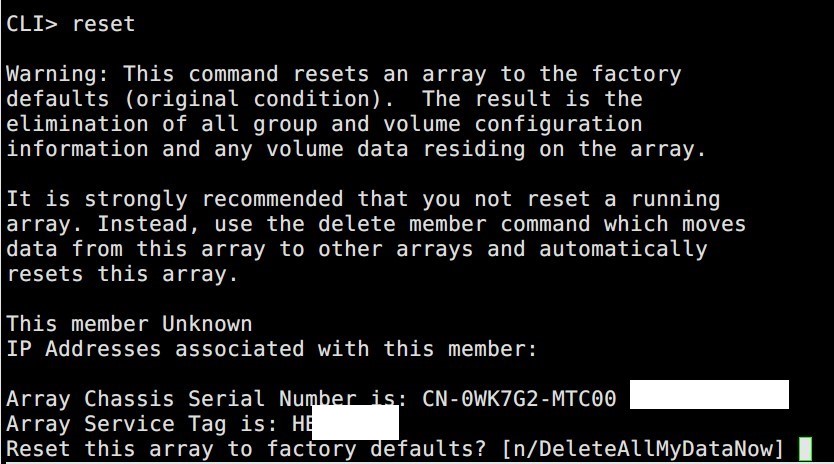 CLI> reset
Warning: This command resets an array to the factory
defaults (original condition).  The result is the
elimination of all group and volume configuration
information and any volume data residing on the array.
It is strongly recommended that you not reset a running
array. Instead, use the delete member command which moves
data from this array to other arrays and automatically
resets this array.
This member Unknown
IP Addresses associated with this member:
Array Chassis Serial Number is: CN-0WK7G2-MTC00
Array Service Tag is: H
Reset this array to factory defaults? [n/DeleteAllMyDataNow]